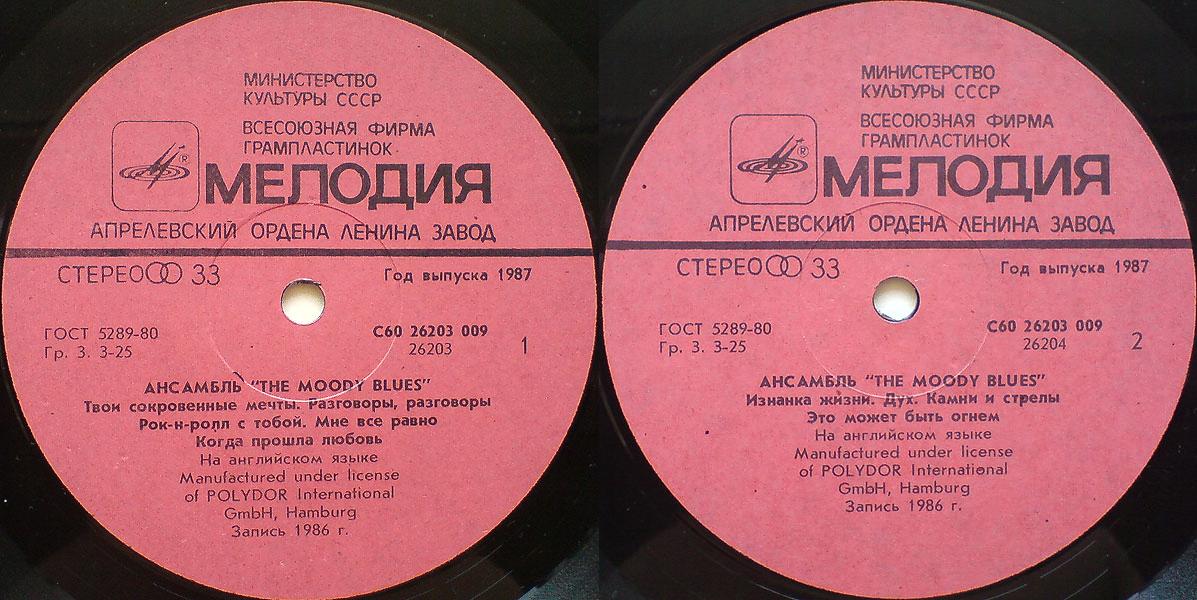 МИНИСТЕРСТВО
КУЛЬТУРЫ СССР
ВСЕСОЮЗНАЯ ФИРМА
ГРАМПЛАСТИНОК
®
МЕЛОДИЯ
АПРЕЛЕВСКИЙ ОРДЕНА ЛЕНИНА ЗАВОД
СТЕРЕО 33
Год выпуска 1987
ГОСТ 5289-80
Гр. 3. 3-25
С60 26203 009
26203
1
АНСАМБЛЬ "THE MOODY BLUES"
Твои сокровенные мечты. Разговоры, разговоры
Рок-н-ролл с тобой. Мне все равно
Когда прошла любовь
На английском языке
Manufactured under license
of POLYDOR International
GmbH, Hamburg
Запись 1986 г.
МИНИСТЕРСТВО
КУЛЬТУРЫ СССР
ВСЕСОЮЗНАЯ ФИРМА
ГРАМПЛАСТИНОК
®
МЕЛОДИЯ
АПРЕЛЕВСКИЙ ОРДЕНА ЛЕНИНА ЗАВОД
СТЕРЕО 33
Год выпуска 1987
ГОСТ 5289-80
Гр. 3. 3-25
С60 26203 009
26204
2
АНСАМБЛЬ "THE MOODY BLUES"
Изнанка жизни. Дух. Камни и стрелы
Это может быть огнем
На английском языке
Manufactured under license
of POLYDOR International
GmbH, Hamburg
Запись 1986 г.